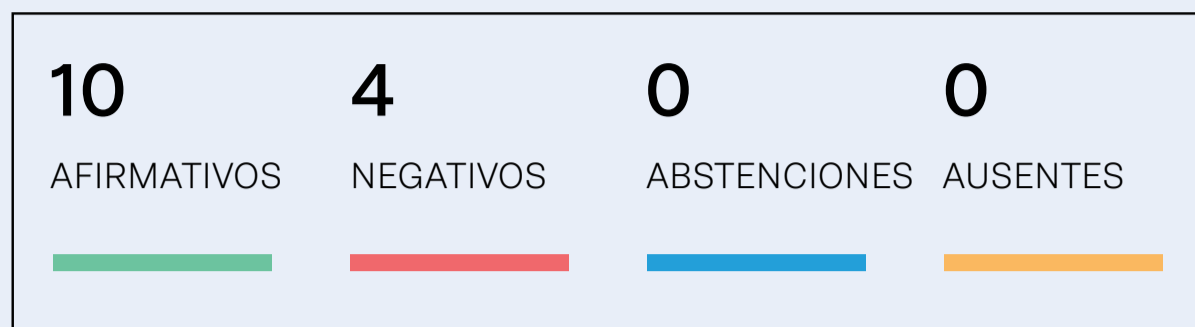 10 4 0 0
AFIRMATIVOS NEGATIVOS ABSTENCIONES AUSENTES